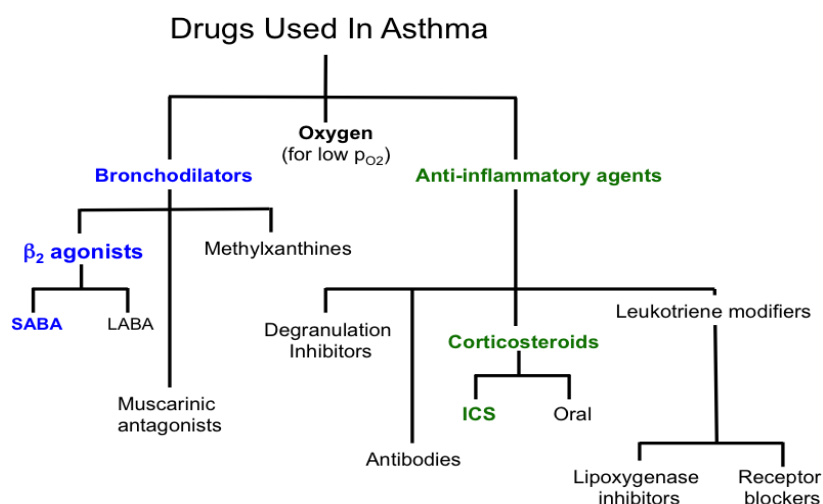 Drugs Used In Asthma
Oxygen
(for low pO2)
Bronchodilators
Anti-inflammatory agents
β2 agonists
Methylxanthines
SABA
LABA
Muscarinic
antagonists
Degranulation
Inhibitors
Antibodies
Corticosteroids
ICS
Oral
Leukotriene modifiers
Lipoxygenase
inhibitors
Receptor
blockers